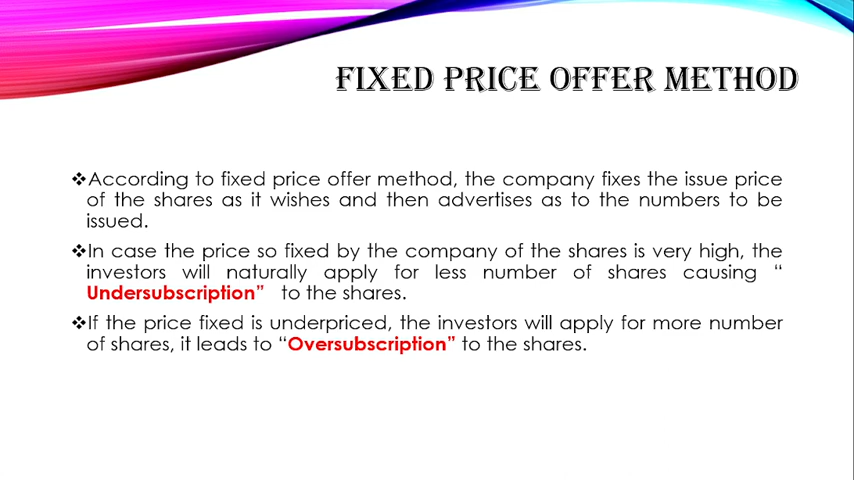 FIXED PRICE OFFER METHOD
❖According to fixed price offer method, the company fixes the issue price
of the shares as it wishes and then advertises as to the numbers to be
issued.
❖In case the price so fixed by the company of the shares is very high, the
investors will naturally apply for less number of shares causing “
Undersubscription” to the shares.
❖If the price fixed is underpriced, the investors will apply for more number
of shares, it leads to “Oversubscription” to the shares.